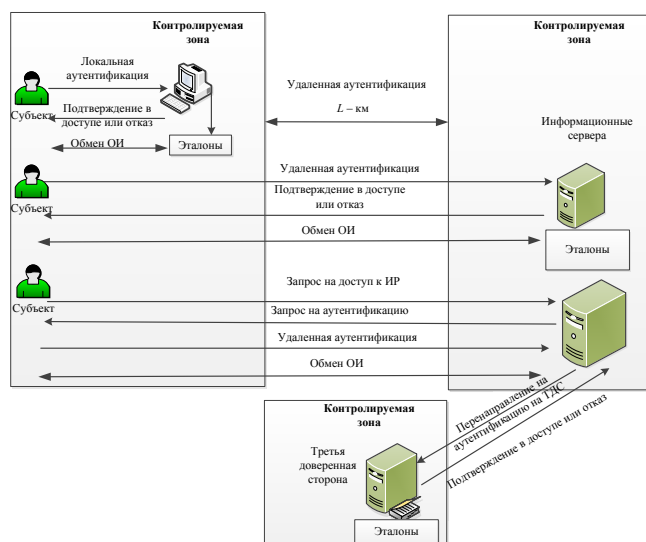 Контролируемая
зона
Локальная
аутентификация
Субъект
Подтверждение в
доступе или отказ
Обмен ОИ
Эталоны
Удаленная аутентификация
L – км
Контролируемая
зона
Информационные
сервера
Субъект
Удаленная аутентификация
Подтверждение в доступе
или отказ
Обмен ОИ
Эталоны
Субъект
Запрос на доступ к ИР
Запрос на аутентификацию
Удаленная аутентификация
Обмен ОИ
Перенаправление на
аутентификацию на ТДС
Подтверждение в доступе или отказ
Контролируемая
зона
Третья
доверенная
сторона
Эталоны